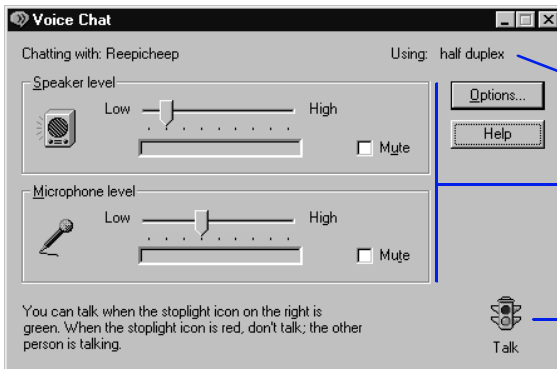 Voice Chat
Chatting with: Reepicheep
Using: half duplex
Speaker level
Low
High
Mute
Options...
Help
Microphone level
Low
High
Mute
You can talk when the stoplight icon on the right is
green. When the stoplight icon is red, don't talk; the other
person is talking.
Talk